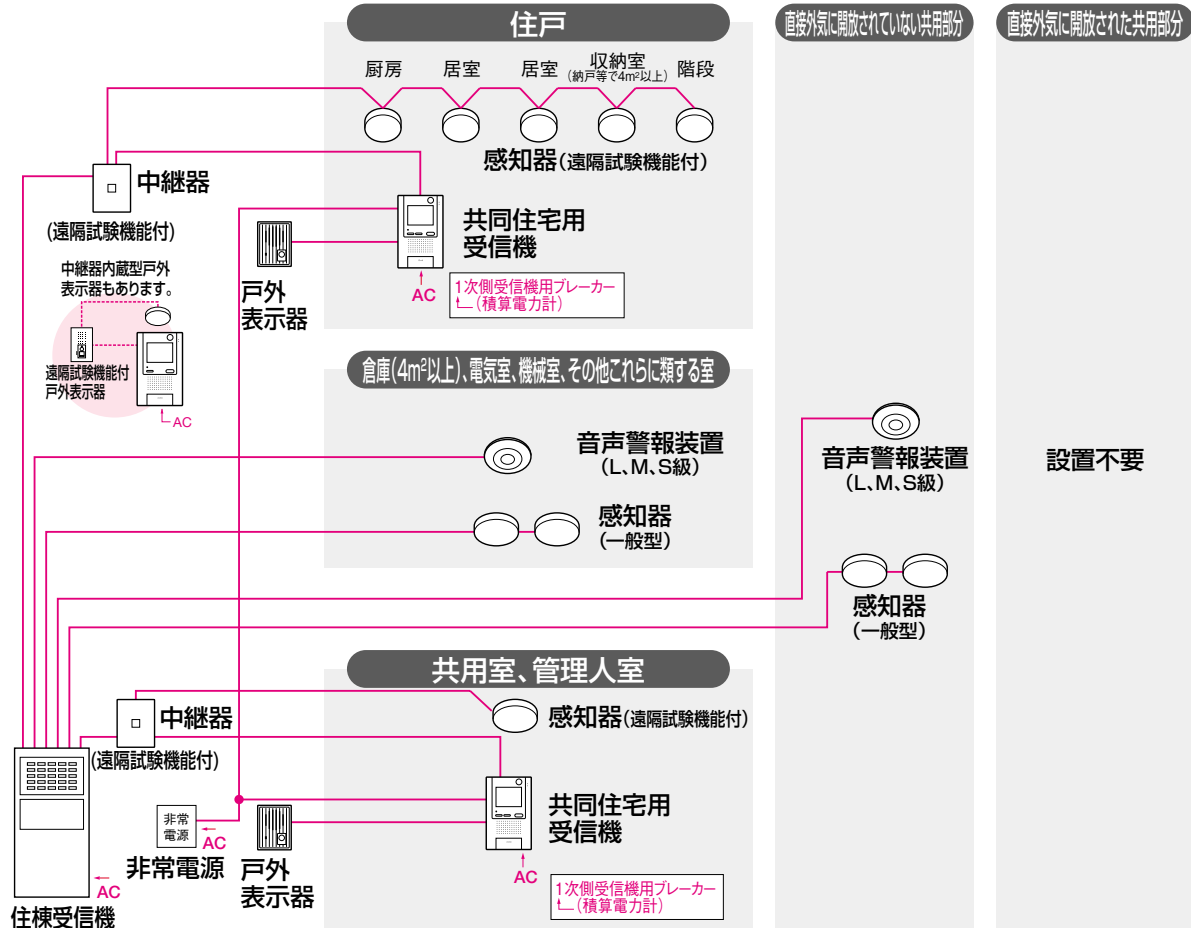 住戸
直接外気に開放されていない共用部分
直接外気に開放された共用部分
厨房
居室
居室
収納室
(納戸等で4m²以上)
階段
感知器(遠隔試験機能付)
中継器
(遠隔試験機能付)
共同住宅用
受信機
戸外
表示器
AC
1次側受信機用ブレーカー
(積算電力計)
中継器内蔵型戸外
表示器もあります。
遠隔試験機能付
戸外表示器
AC
倉庫(4m²以上)、電気室、機械室、その他これらに類する室
音声警報装置
(L、M、S級)
感知器
(一般型)
音声警報装置
(L、M、S級)
感知器
(一般型)
設置不要
共用室、管理人室
中継器
(遠隔試験機能付)
感知器(遠隔試験機能付)
共同住宅用
受信機
非常
電源
AC
非常電源
戸外
表示器
AC
1次側受信機用ブレーカー
(積算電力計)
AC
住棟受信機